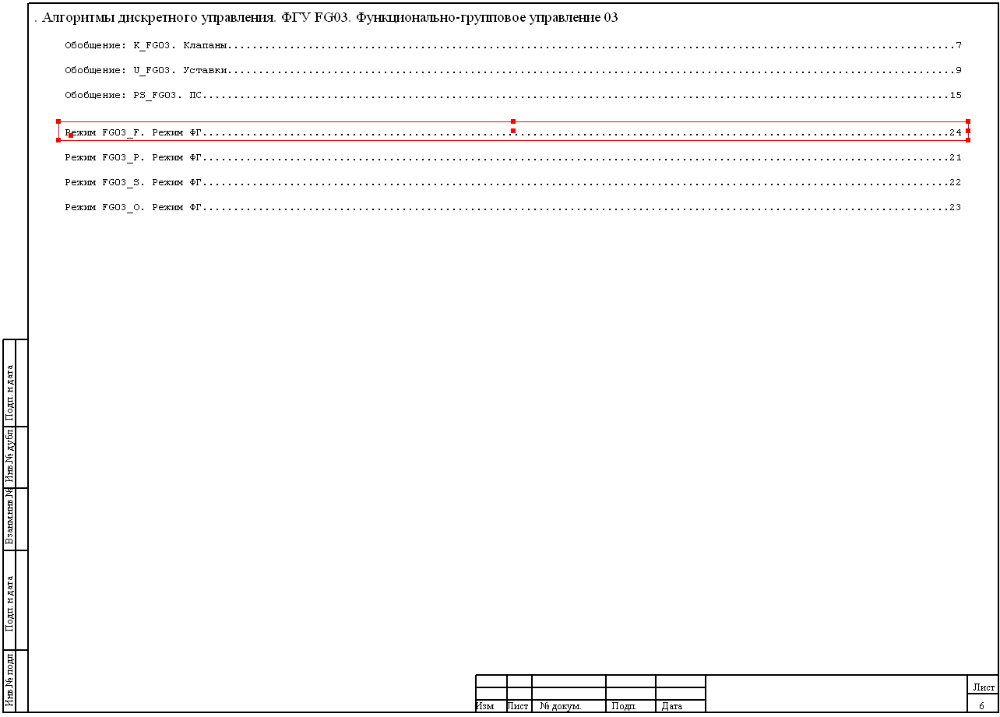 . Алгоритмы дискретного управления. ФГУ FG03. Функционально-групповое управление 03
Обобщение: K_FG03. Клапаны.....................................................................................................................7
Обобщение: U_FG03. Уставки.....................................................................................................................9
Обобщение: PS_FG03. ПС........................................................................................................................15
Режим FG03_F. Режим ФГ........................................................................................................................24
Режим FG03_P. Режим ФГ........................................................................................................................21
Режим FG03_S. Режим ФГ........................................................................................................................22
Режим FG03_O. Режим ФГ........................................................................................................................23
Подп. и дата
Инв.№ дубл.
Взаим.инв.№
Подп. и дата
Инв.№ подл.
Изм Лист № докум. Подп. Дата
Лист
6